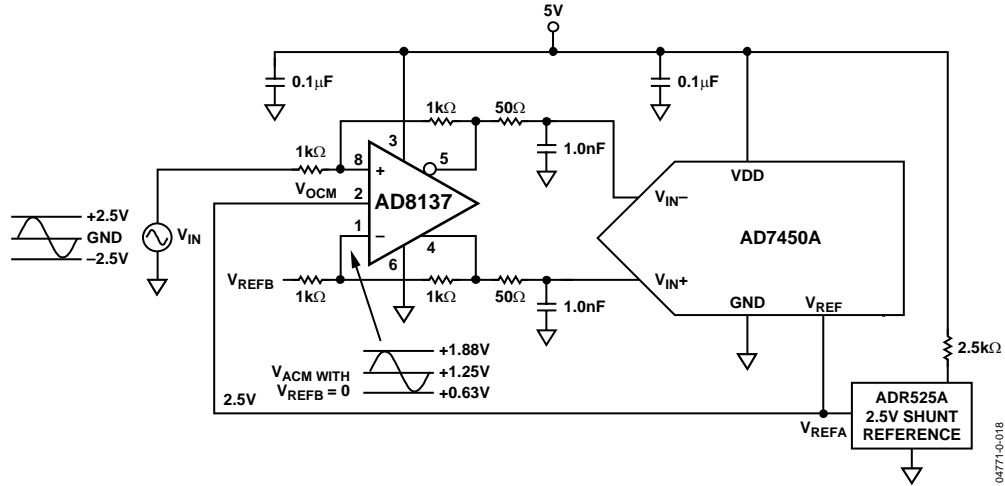 5V
0.1µF
0.1µF
1kΩ
50Ω
1.0nF
1kΩ
3
5
8
+
VOCM
2
AD8137
1
–
4
6
VDD
VIN–
AD7450A
VIN+
GND
VREF
+2.5V
GND
–2.5V
VIN
VREFB
1kΩ
1kΩ
50Ω
1.0nF
2.5kΩ
+1.88V
+1.25V
+0.63V
VACM WITH
VREFB = 0
2.5V
VREFA
ADR525A
2.5V SHUNT
REFERENCE
04771-0-018